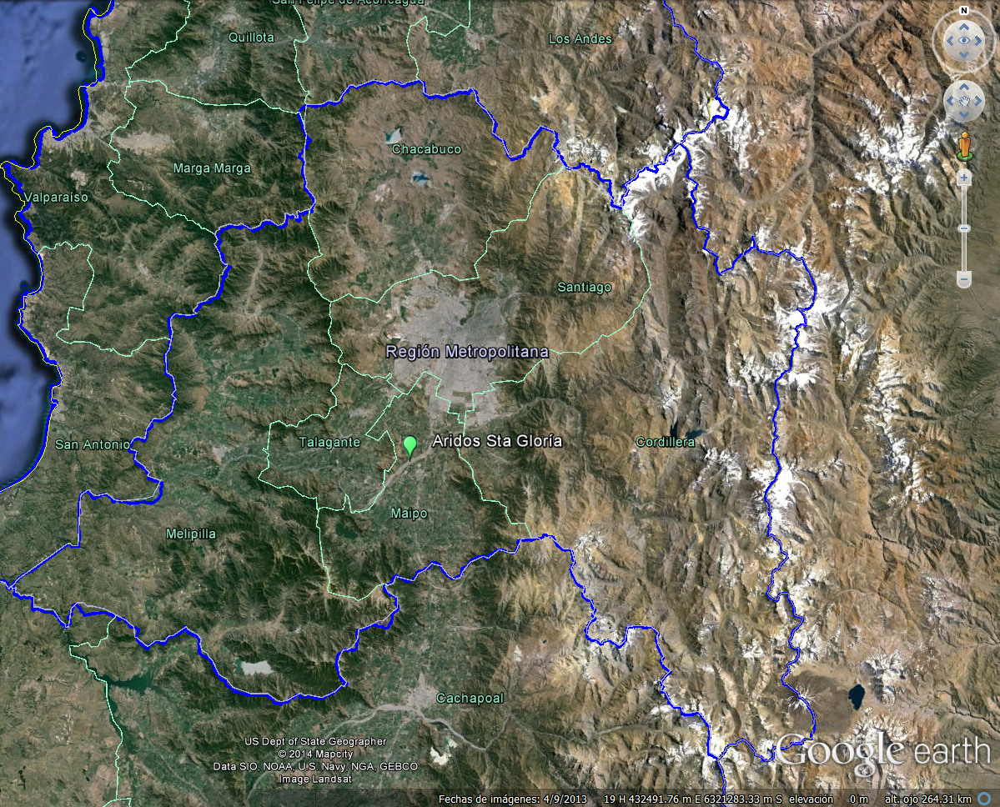 San Felipe de Aconcagua
Quillota
Los Andes
N
Chacabuco
Marga Marga
Valparaíso
Santiago
Región Metropolitana
San Antonio
Talagante
Aridos Sta Gloría
Cordillera
Maipo
Melipilla
Cachapoal
US Dept of State Geographer
© 2014 Mapcity
Data SIO, NOAA, U.S. Navy, NGA, GEBCO
Image Landsat
Google earth
Fechas de imágenes: 4/9/2013 19 H 432491.76 m E 6321283.33 m S elevación 0 m alt. ojo 264.31 km